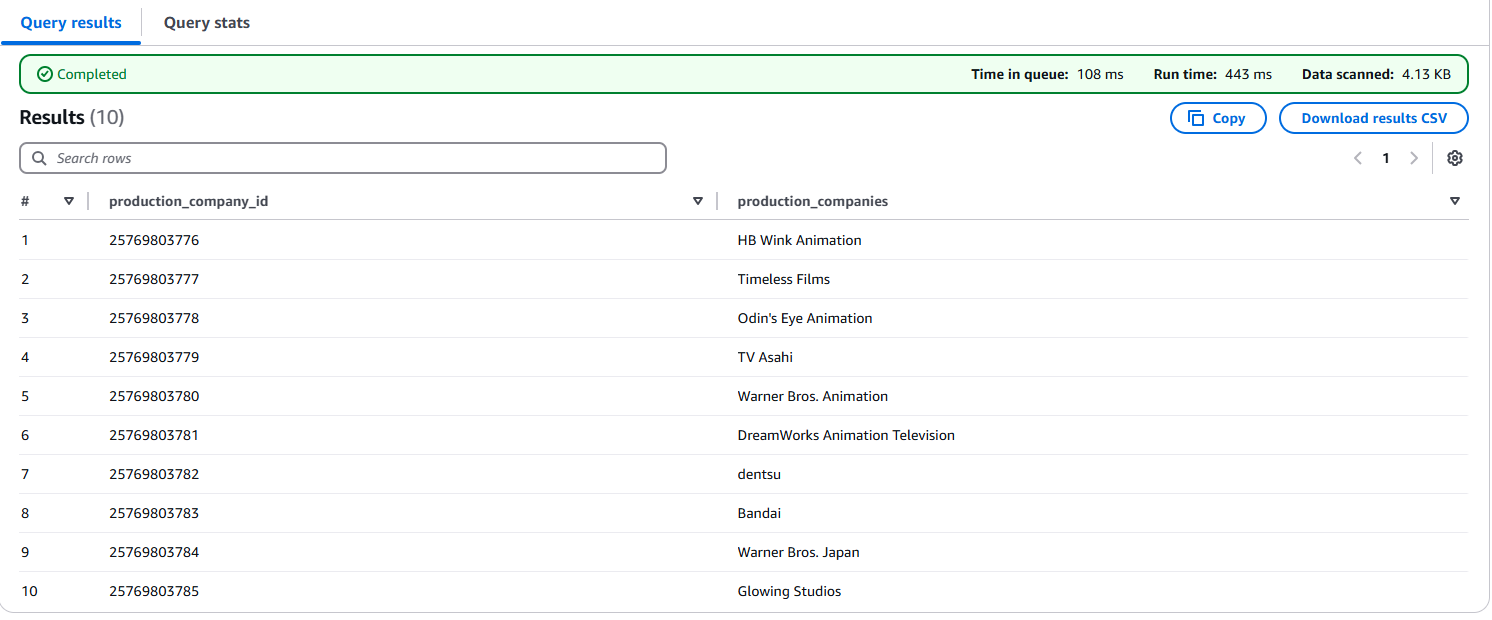 Query results Query stats
Completed Time in queue: 108 ms Run time: 443 ms Data scanned: 4.13 KB
Results (10) Copy Download results CSV
Search rows 1
# production_company_id production_companies
1 25769803776 HB Wink Animation
2 25769803777 Timeless Films
3 25769803778 Odin's Eye Animation
4 25769803779 TV Asahi
5 25769803780 Warner Bros. Animation
6 25769803781 DreamWorks Animation Television
7 25769803782 dentsu
8 25769803783 Bandai
9 25769803784 Warner Bros. Japan
10 25769803785 Glowing Studios